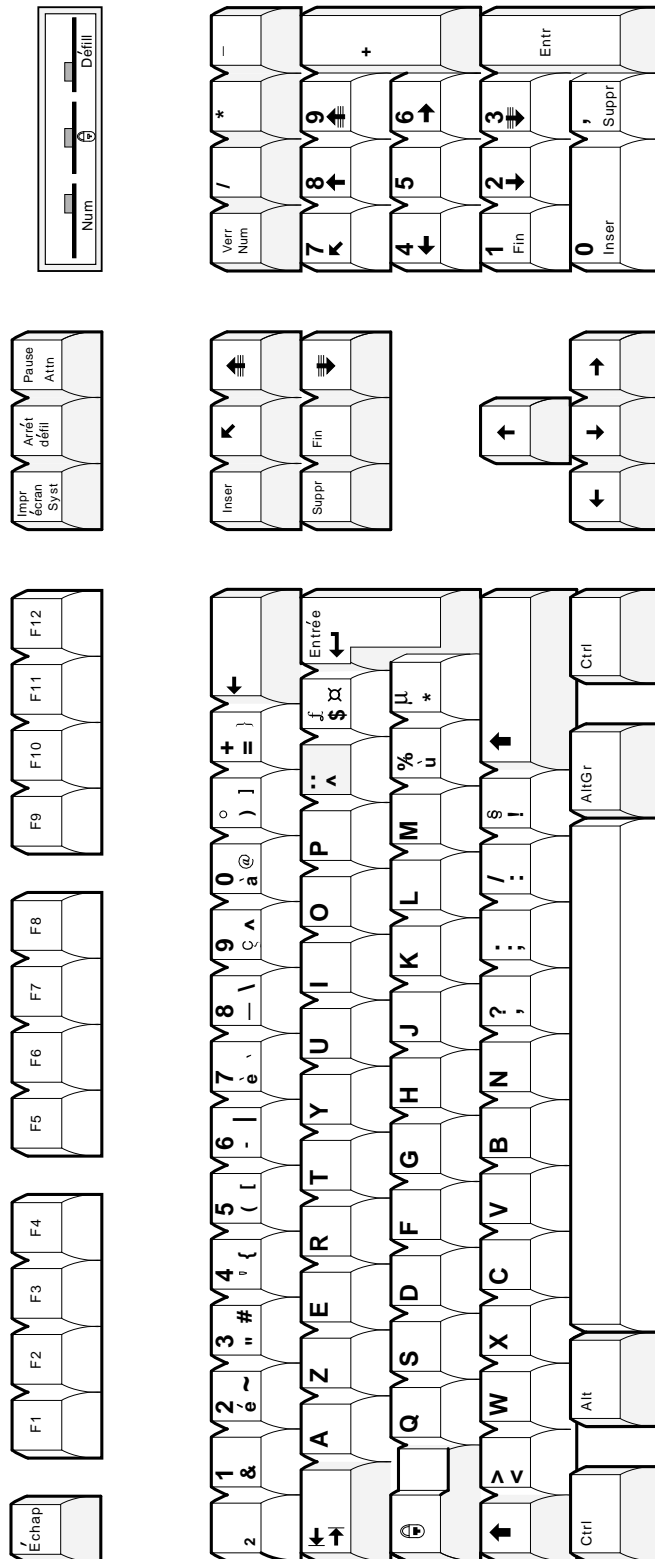 Échap F1 F2 F3 F4 F5 F6 F7 F8 F9 F10 F11 F12 Impr écran Syst Arrêt défil Pause Attn Num Défill
² 1 & 2 é ~ 3 " # 4 ' { 5 ( [ 6 - | 7 è ` 8 _ \ 9 ç ^ 0 à @ ° ) ] + = } ← Inser ↖ Verr Num / * −
A Z E R T Y U I O P ¨ ^ £ $ ¤ Entrée Suppr Fin 7 8 9 +
Q S D F G H J K L M % ù µ * 4 5 6
> < W X C V B N ? , . ; / : § ! 1 Fin 2 3 Entr
Ctrl Alt AltGr Ctrl 0 Inser , Suppr